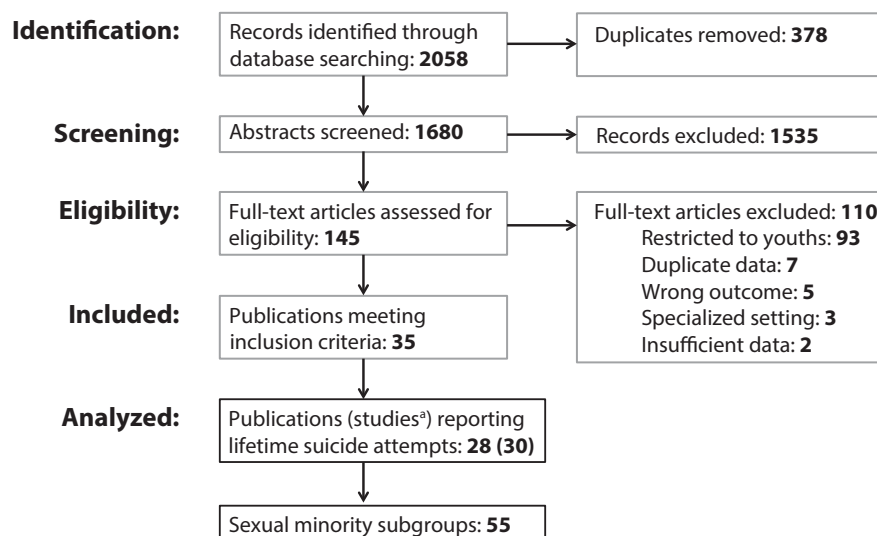 Identification:
Records identified through
database searching: 2058
Duplicates removed: 378
Screening:
Abstracts screened: 1680
Records excluded: 1535
Eligibility:
Full-text articles assessed for
eligibility: 145
Full-text articles excluded: 110
Restricted to youths: 93
Duplicate data: 7
Wrong outcome: 5
Specialized setting: 3
Insufficient data: 2
Included:
Publications meeting
inclusion criteria: 35
Analyzed:
Publications (studiesᵃ) reporting
lifetime suicide attempts: 28 (30)
Sexual minority subgroups: 55